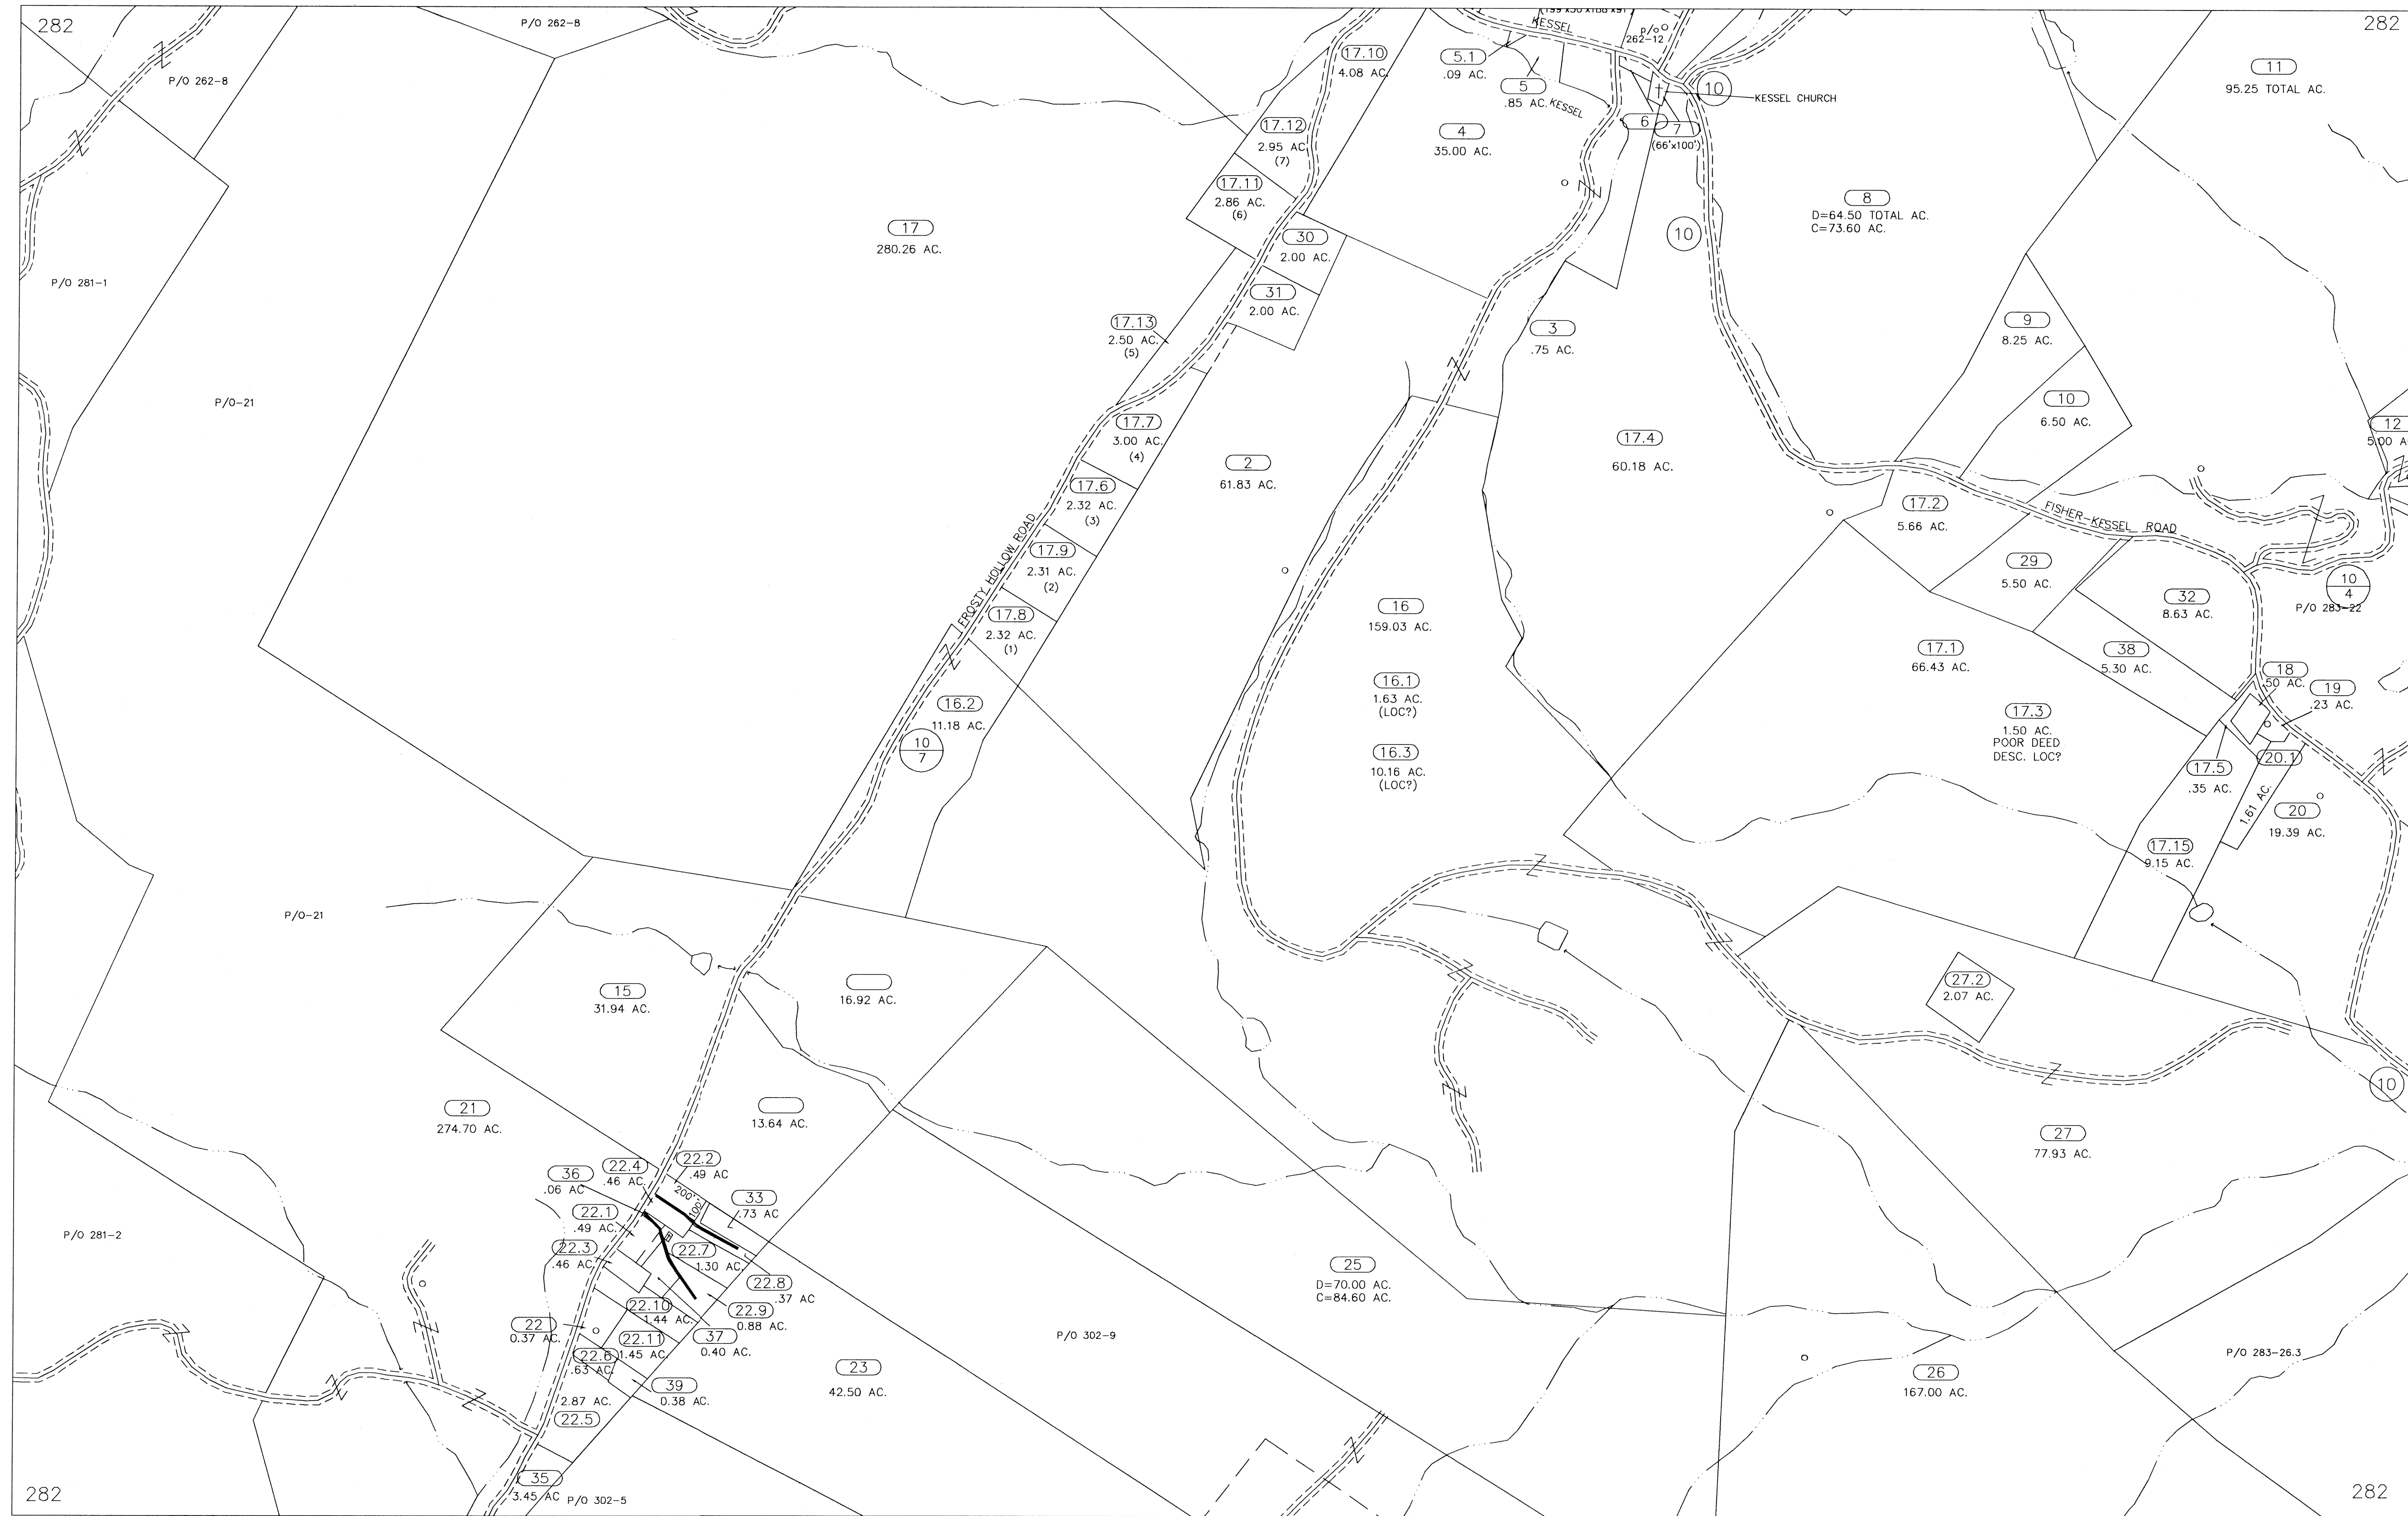 282
P/O 262-8
199'x50'x188'x91'
KESSEL
P/O
262-12
282
P/O 262-8
17.10
4.08 AC.
5.1
.09 AC.
5
.85 AC.
KESSEL
10
KESSEL CHURCH
11
95.25 TOTAL AC.
17.12
2.95 AC.
(7)
4
35.00 AC.
6
7
(66'x100')
17.11
2.86 AC.
(6)
8
D=64.50 TOTAL AC.
C=73.60 AC.
17
280.26 AC.
30
2.00 AC.
10
P/O 281-1
31
2.00 AC.
17.13
2.50 AC.
(5)
3
.75 AC.
9
8.25 AC.
P/O-21
10
6.50 AC.
17.7
3.00 AC.
(4)
17.4
60.18 AC.
12
5.00 A
2
61.83 AC.
17.6
2.32 AC.
(3)
17.2
5.66 AC.
FISHER-KESSEL ROAD
FROSTY HOLLOW ROAD
17.9
2.31 AC.
(2)
29
5.50 AC.
10
4
P/O 283-22
17.8
2.32 AC.
(1)
16
159.03 AC.
32
8.63 AC.
17.1
66.43 AC.
38
5.30 AC.
16.1
1.63 AC.
(LOC?)
18
.50 AC.
19
.23 AC.
16.2
11.18 AC.
10
7
17.3
1.50 AC.
POOR DEED
DESC. LOC?
16.3
10.16 AC.
(LOC?)
17.5
.35 AC.
20.1
1.61 AC.
20
19.39 AC.
17.15
9.15 AC.
P/O-21
15
31.94 AC.
16.92 AC.
27.2
2.07 AC.
10
21
274.70 AC.
13.64 AC.
27
77.93 AC.
22.4
.46 AC.
22.2
.49 AC
36
.06 AC
200'
100'
33
.73 AC
22.1
.49 AC.
P/O 281-2
22.3
.46 AC.
22.7
1.30 AC.
25
D=70.00 AC.
C=84.60 AC.
22.8
.37 AC
22.9
0.88 AC.
22.10
1.44 AC.
22
0.37 AC.
37
0.40 AC.
22.11
1.45 AC.
P/O 302-9
22.6
.63 AC.
23
42.50 AC.
P/O 283-26.3
39
0.38 AC.
26
167.00 AC.
2.87 AC.
22.5
35
3.45 AC
P/O 302-5
282
282